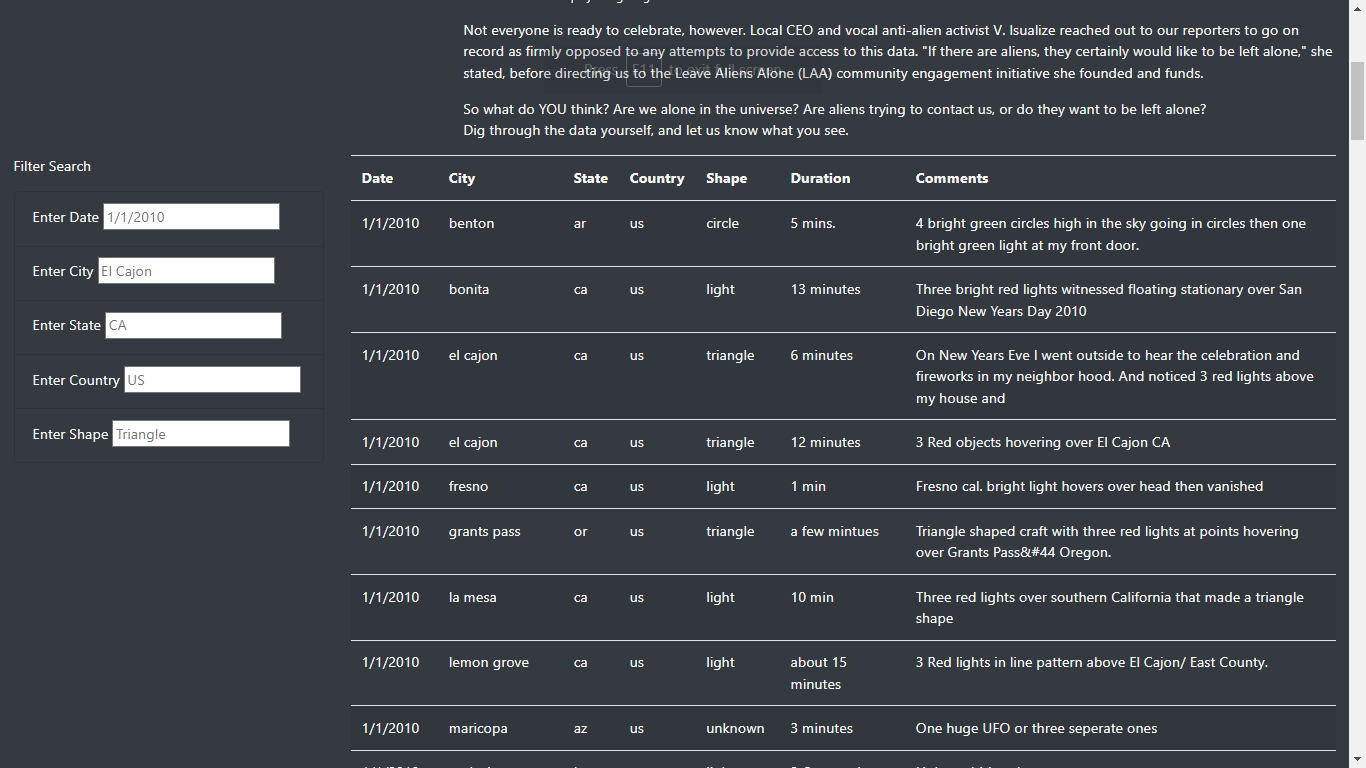 Not everyone is ready to celebrate, however. Local CEO and vocal anti-alien activist V. Isualize reached out to our reporters to go on
record as firmly opposed to any attempts to provide access to this data. "If there are aliens, they certainly would like to be left alone," she
Press F11 to exit full screen
stated, before directing us to the Leave Aliens Alone (LAA) community engagement initiative she founded and funds.
So what do YOU think? Are we alone in the universe? Are aliens trying to contact us, or do they want to be left alone?
Dig through the data yourself, and let us know what you see.
Filter Search
Enter Date 1/1/2010
Enter City El Cajon
Enter State CA
Enter Country US
Enter Shape Triangle
Date City State Country Shape Duration Comments
1/1/2010 benton ar us circle 5 mins. 4 bright green circles high in the sky going in circles then one
bright green light at my front door.
1/1/2010 bonita ca us light 13 minutes Three bright red lights witnessed floating stationary over San
Diego New Years Day 2010
1/1/2010 el cajon ca us triangle 6 minutes On New Years Eve I went outside to hear the celebration and
fireworks in my neighbor hood. And noticed 3 red lights above
my house and
1/1/2010 el cajon ca us triangle 12 minutes 3 Red objects hovering over El Cajon CA
1/1/2010 fresno ca us light 1 min Fresno cal. bright light hovers over head then vanished
1/1/2010 grants pass or us triangle a few mintues Triangle shaped craft with three red lights at points hovering
over Grants Pass&#44 Oregon.
1/1/2010 la mesa ca us light 10 min Three red lights over southern California that made a triangle
shape
1/1/2010 lemon grove ca us light about 15 3 Red lights in line pattern above El Cajon/ East County.
minutes
1/1/2010 maricopa az us unknown 3 minutes One huge UFO or three seperate ones